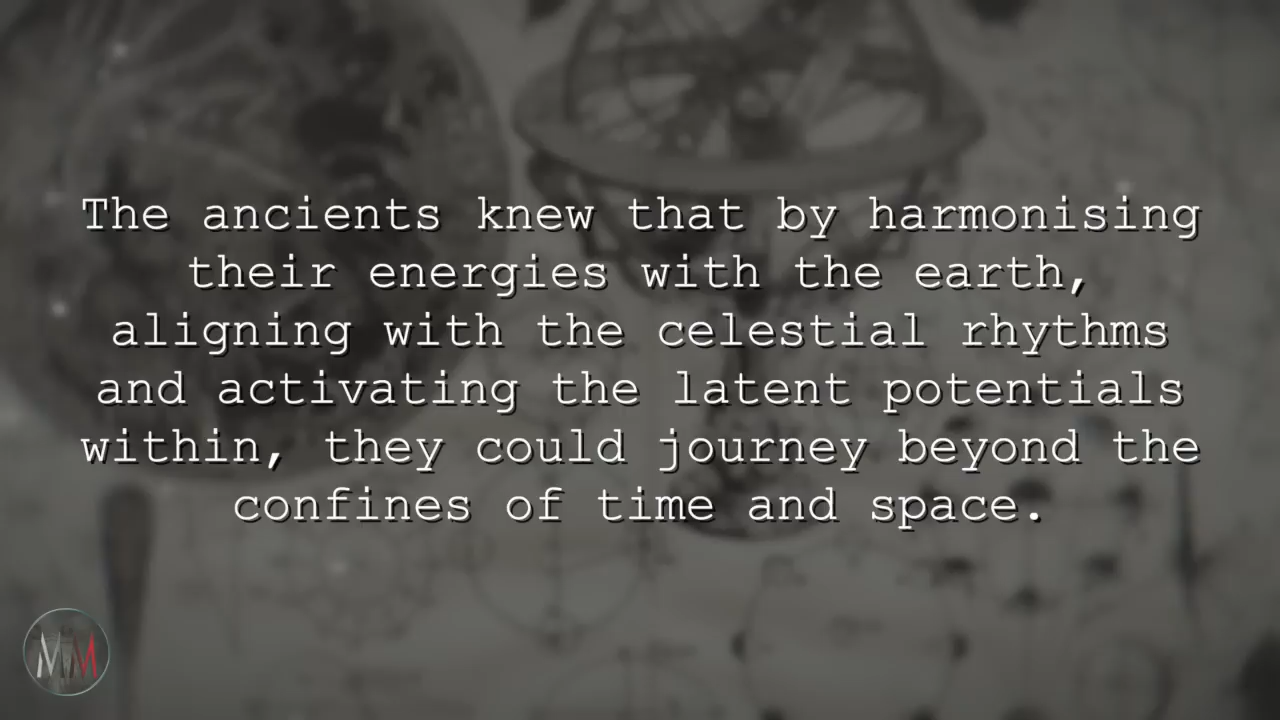 The ancients knew that by harmonising
their energies with the earth,
aligning with the celestial rhythms
and activating the latent potentials
within, they could journey beyond the
confines of time and space.
MM